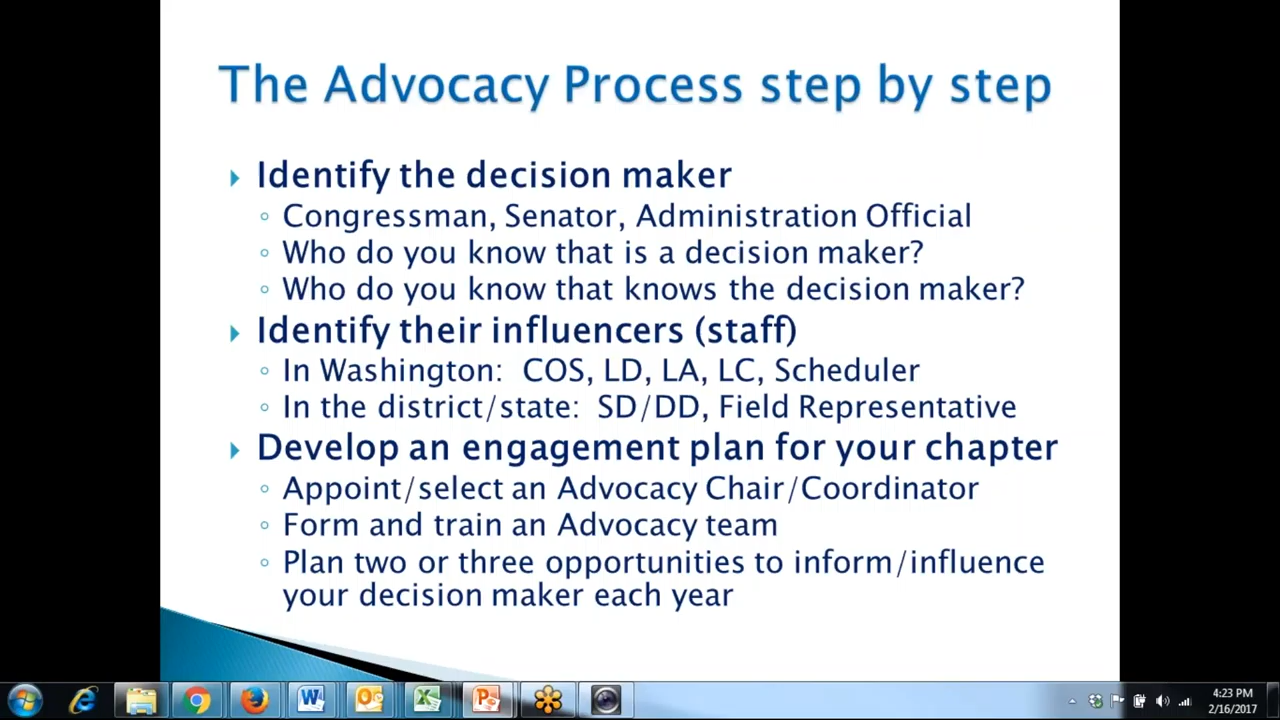 The Advocacy Process step by step
Identify the decision maker
Congressman, Senator, Administration Official
Who do you know that is a decision maker?
Who do you know that knows the decision maker?
Identify their influencers (staff)
In Washington: COS, LD, LA, LC, Scheduler
In the district/state: SD/DD, Field Representative
Develop an engagement plan for your chapter
Appoint/select an Advocacy Chair/Coordinator
Form and train an Advocacy team
Plan two or three opportunities to inform/influence
your decision maker each year
4:23 PM
2/16/2017